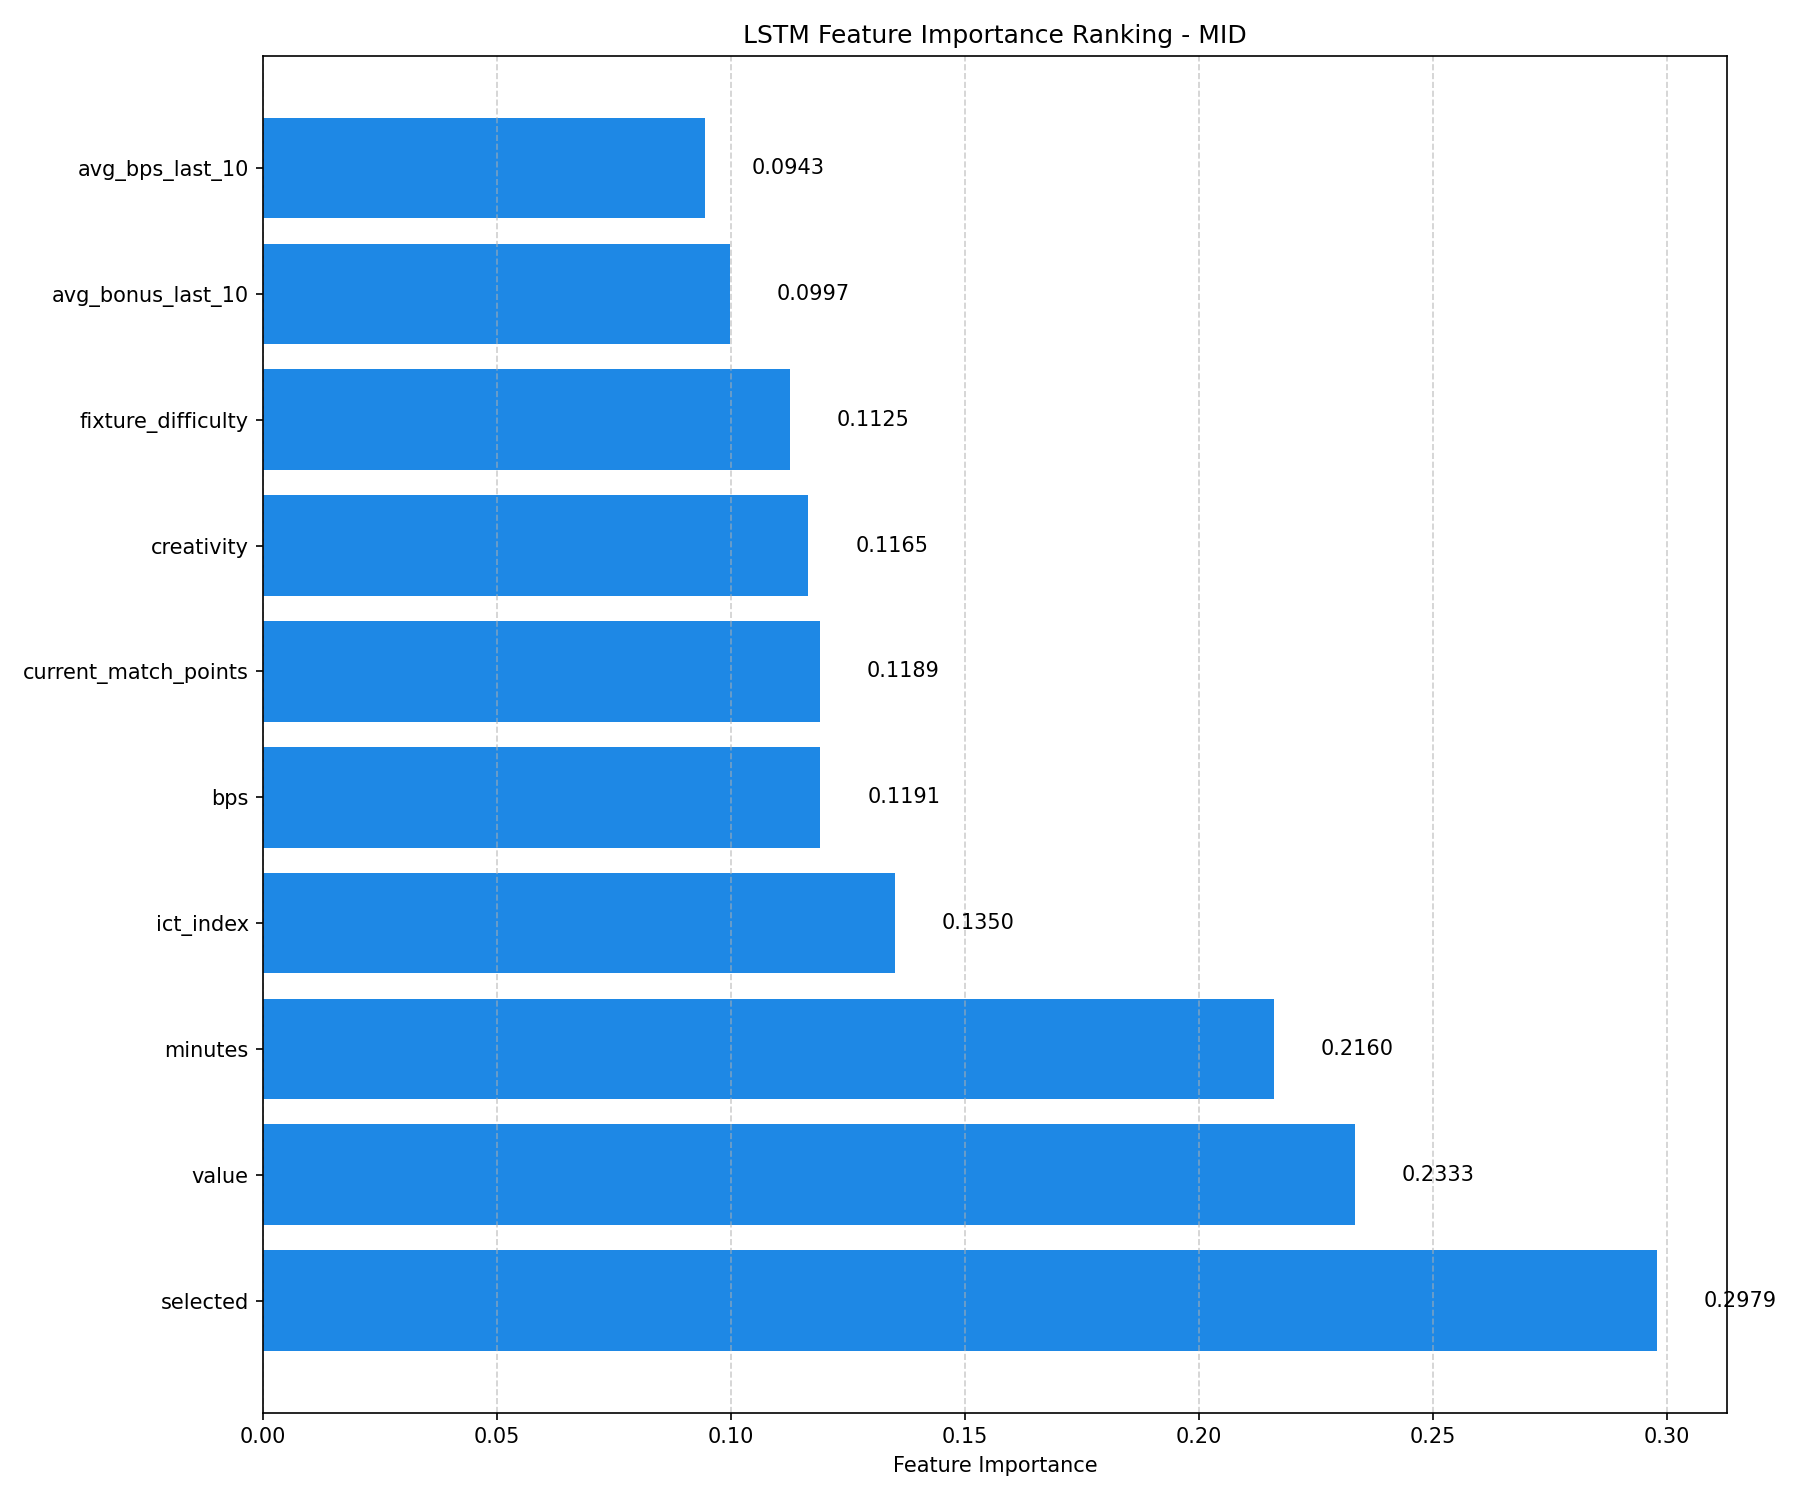 LSTM Feature Importance Ranking - MID
avg_bps_last_10 0.0943
avg_bonus_last_10 0.0997
fixture_difficulty 0.1125
creativity 0.1165
current_match_points 0.1189
bps 0.1191
ict_index 0.1350
minutes 0.2160
value 0.2333
selected 0.2979
0.00 0.05 0.10 0.15 0.20 0.25 0.30
Feature Importance